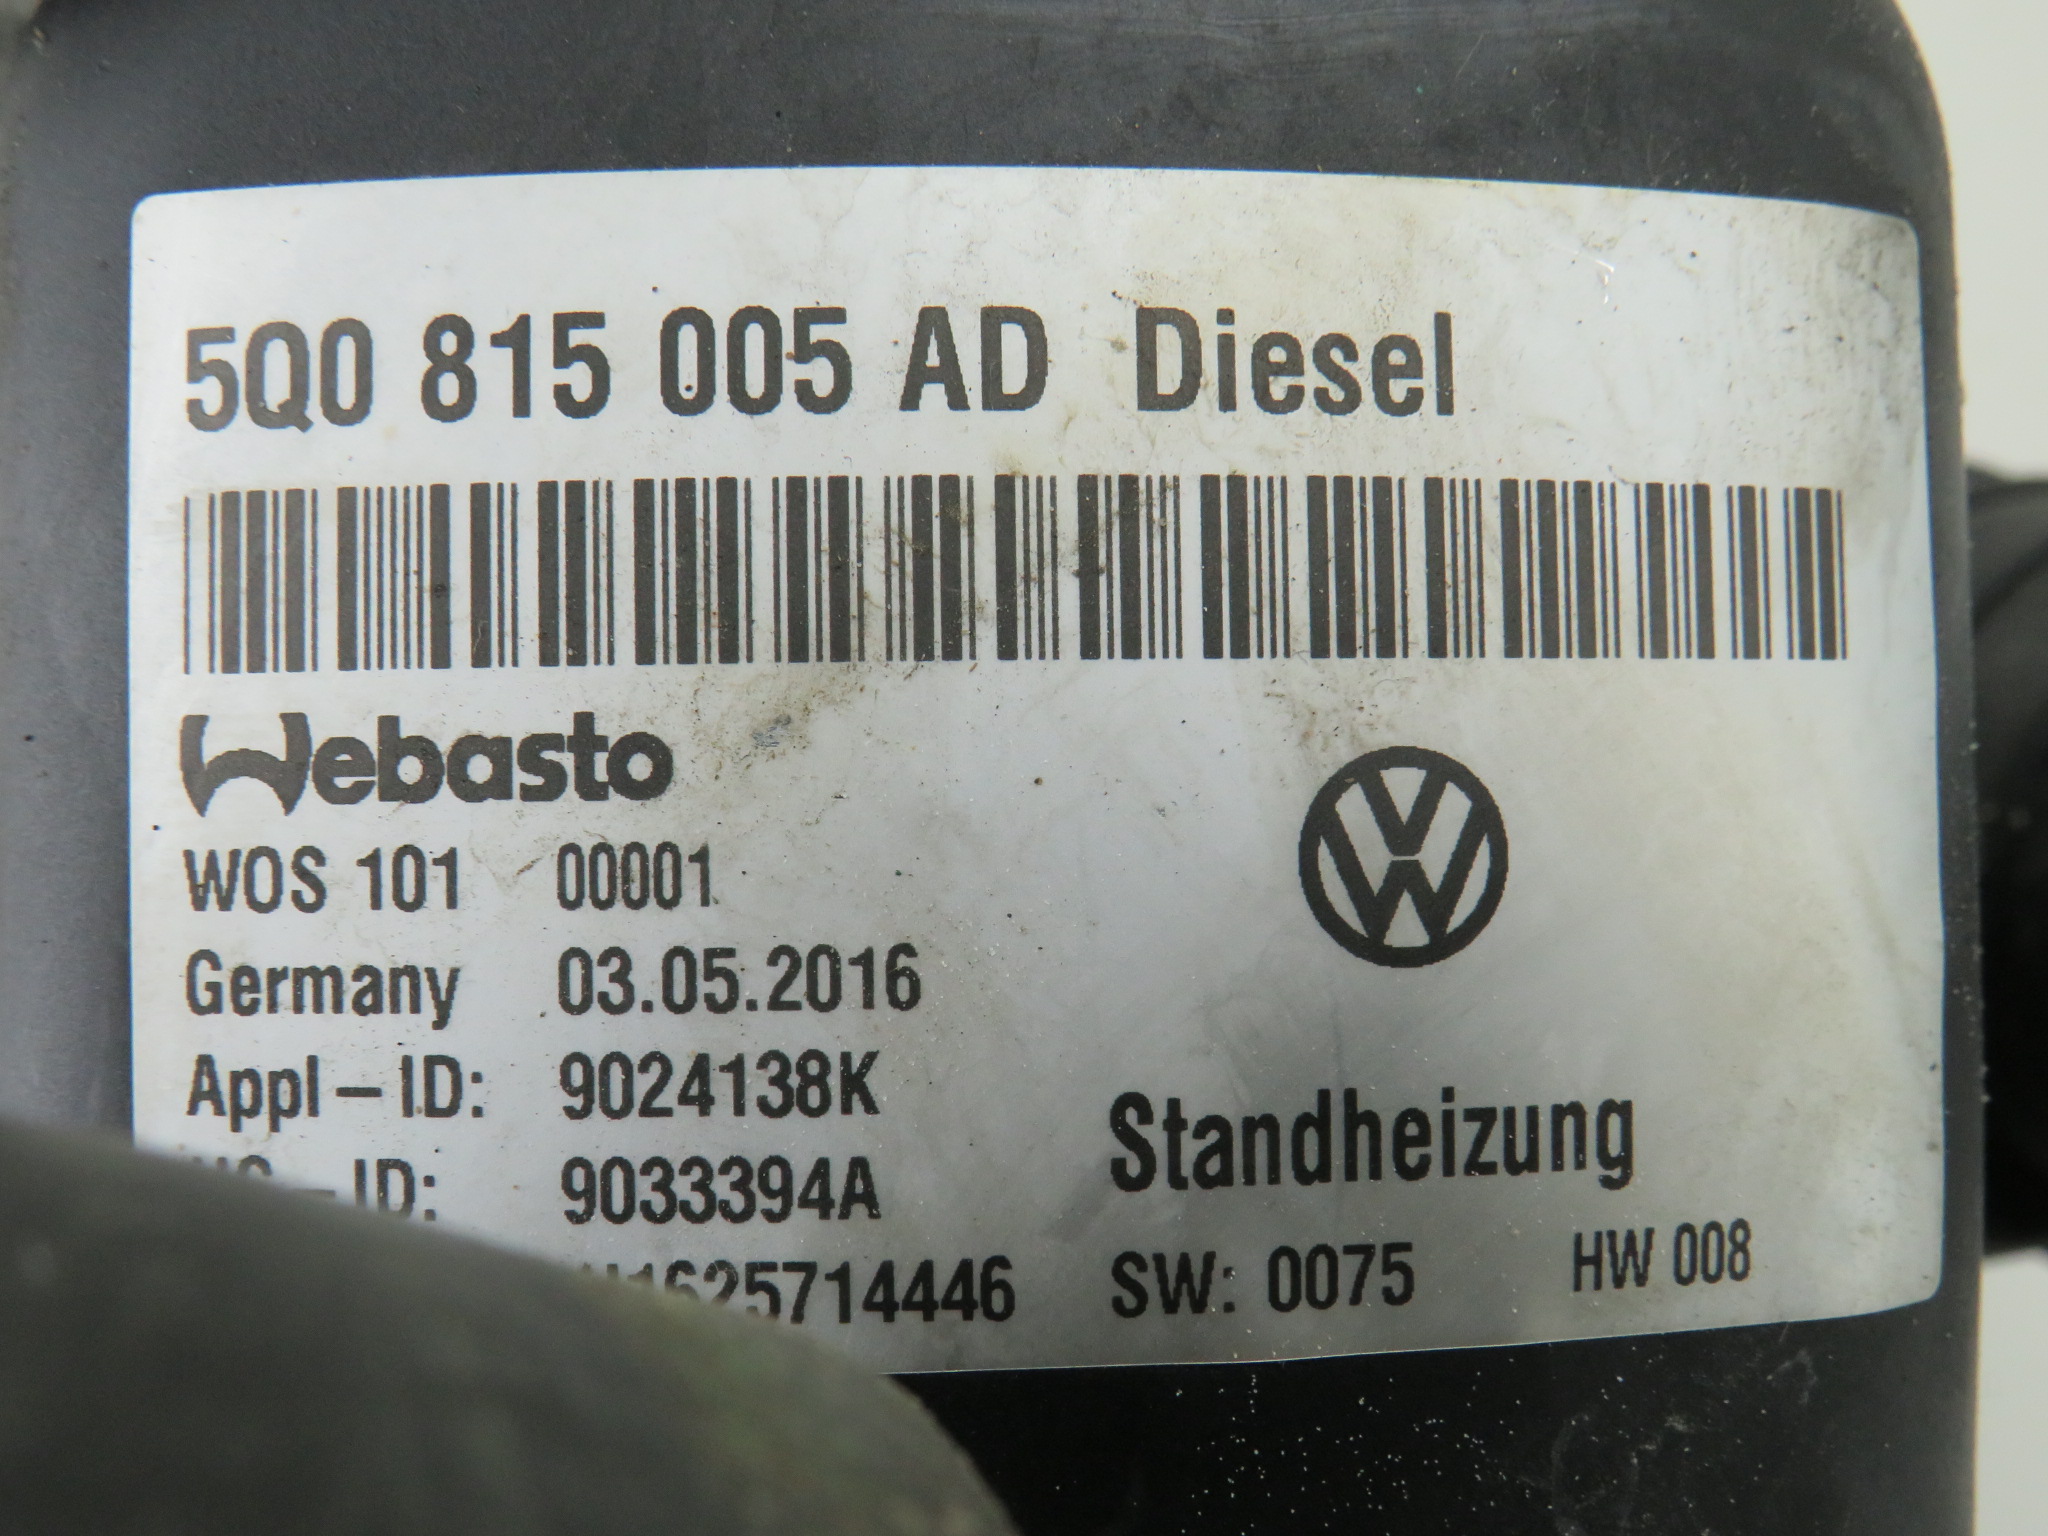 5Q0 815 005 AD Diesel
Webasto
WOS 101 00001
Germany 03.05.2016
Appl-ID: 9024138K
Standheizung
-ID: 9033394A
SW: 0075 HW 008